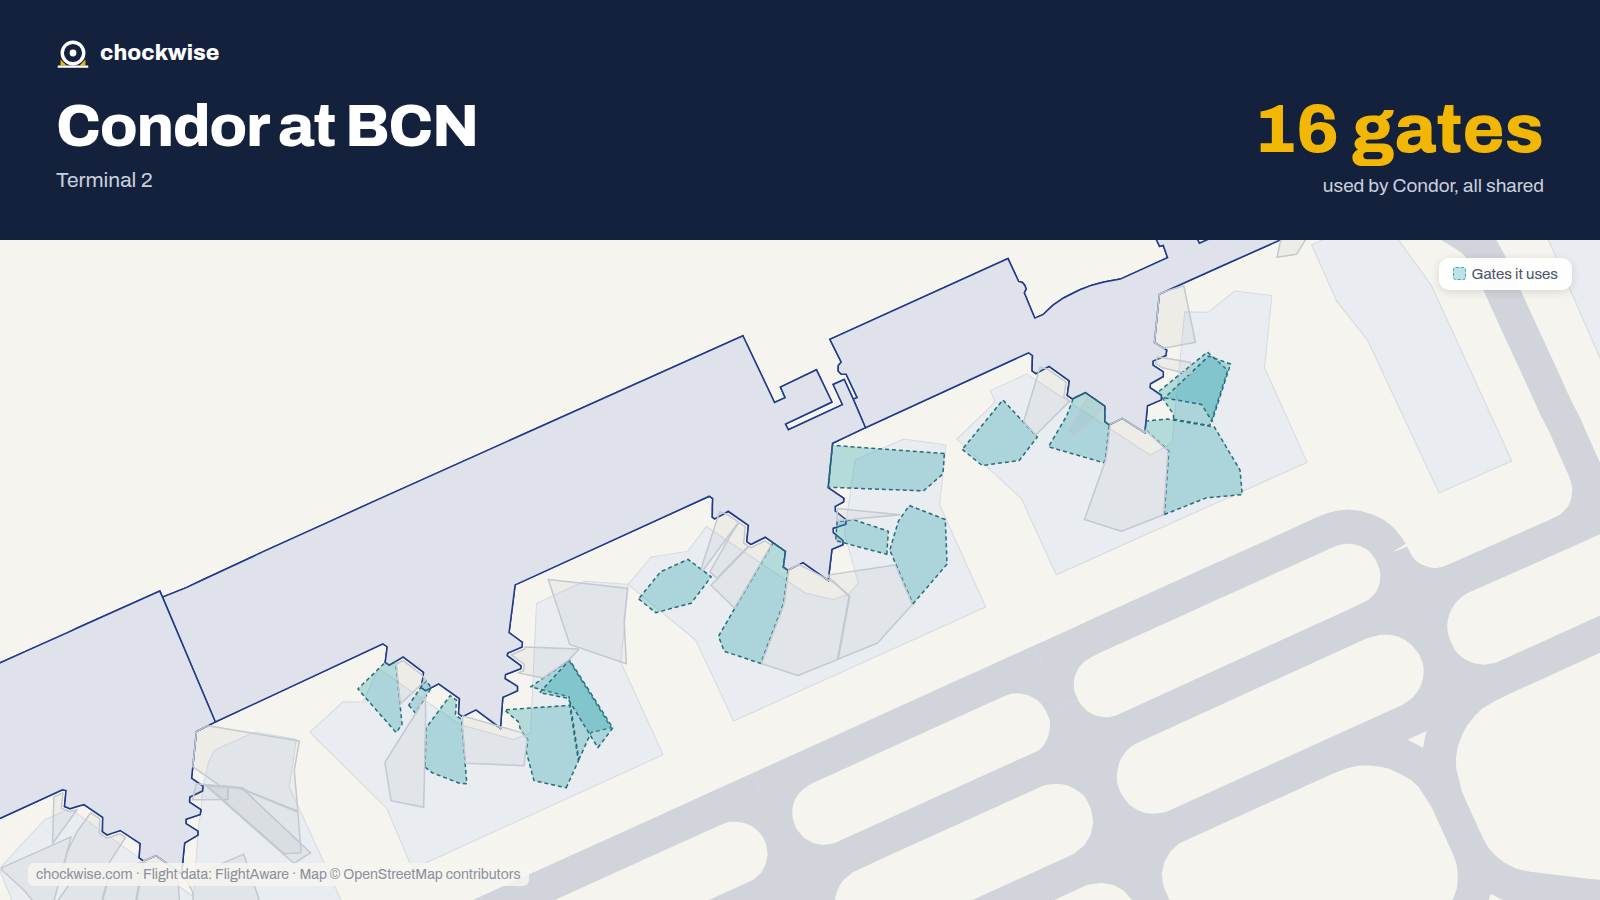 chockwise
Condor at BCN
Terminal 2
16 gates
used by Condor, all shared
Gates it uses
chockwise.com · Flight data: FlightAware · Map © OpenStreetMap contributors